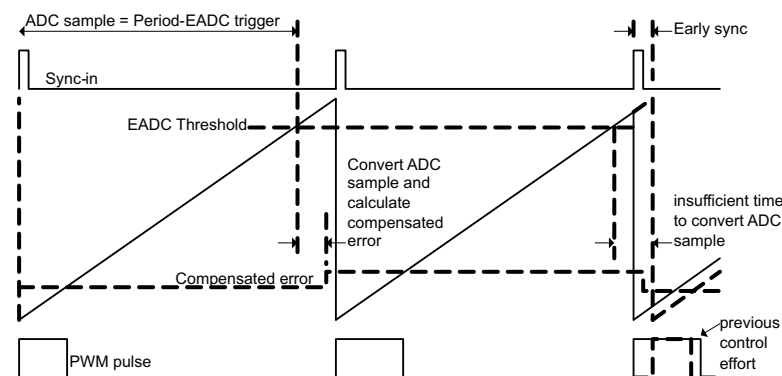 ADC sample = Period-EADC trigger
Early sync
Sync-in
EADC Threshold
Convert ADC
sample and
calculate
compensated
error
insufficient time
to convert ADC
sample
Compensated error
previous
control
effort
PWM pulse